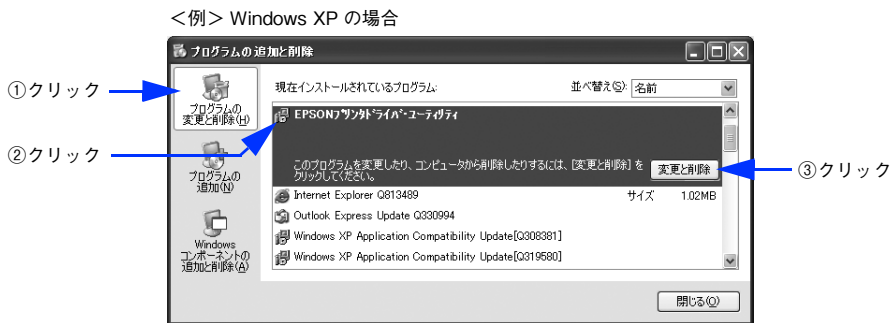 ＜例＞ Windows XP の場合
プログラムの追加と削除
①クリック
②クリック
③クリック
プログラムの
変更と削除(H)
プログラムの
追加(N)
Windows
コンポーネントの
追加と削除(A)
現在インストールされているプログラム:
並べ替え(S): 名前
EPSONﾌﾟﾘﾝﾀﾄﾞﾗｲﾊﾞ･ﾕｰﾃｨﾘﾃｨ
このプログラムを変更したり、コンピュータから削除したりするには、[変更と削除] を
クリックしてください。
変更と削除
Internet Explorer Q813489 サイズ 1.02MB
Outlook Express Update Q330994
Windows XP Application Compatibility Update[Q308381]
Windows XP Application Compatibility Update[Q319580]
閉じる(O)